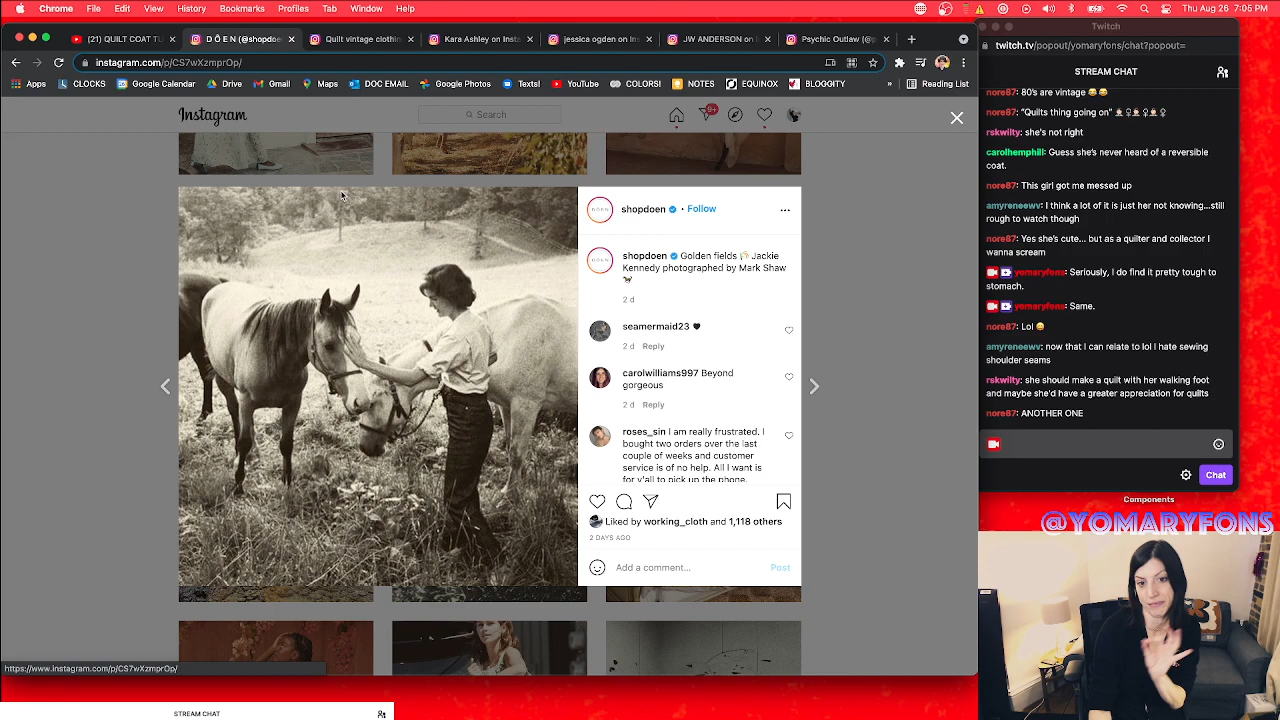 Chrome File Edit View History Bookmarks Profiles Tab Window Help
Thu Aug 26 7:05 PM
(21) QUILT COAT TU
D Ö E N (@shopdoe
Quilt vintage clothin
Kara Ashley on Insta
jessica ogden on Ins
JW ANDERSON on I
Psychic Outlaw (@p
instagram.com/p/CS7wXzmprOp/
Apps
CLOCKS
Google Calendar
Gmail
Maps
DOC EMAIL
Google Photos
Texts!
YouTube
COLORS!
NOTES
EQUINOX
BLOGGITY
»
Reading List
Instagram
Search
9+
shopdoen • Follow
DÔEN
shopdoen Golden fields Jackie
Kennedy photographed by Mark Shaw
2 d
seamermaid23
2 d Reply
carolwilliams997 Beyond
gorgeous
2 d Reply
roses_sin I am really frustrated. I
bought two orders over the last
couple of weeks and customer
service is of no help. All I want is
for y'all to pick up the phone.
Liked by working_cloth and 1,118 others
2 DAYS AGO
Add a comment...
Post
https://www.instagram.com/p/CS7wXzmprOp/
STREAM CHAT
Twitch
twitch.tv/popout/yomaryfons/chat?popout=
STREAM CHAT
nore87: 80's are vintage
nore87: "Quilts thing going on"
rskwilty: she's not right
carolhemphill: Guess she's never heard of a reversible
coat.
nore87: This girl got me messed up
amyreneewv: I think a lot of it is just her not knowing...still
rough to watch though
nore87: Yes she's cute... but as a quilter and collector I
wanna scream
yomaryfons: Seriously, I do find it pretty tough to
stomach.
yomaryfons: Same.
nore87: Lol
amyreneewv: now that I can relate to lol I hate sewing
shoulder seams
rskwilty: she should make a quilt with her walking foot
and maybe she'd have a greater appreciation for quilts
nore87: ANOTHER ONE
Chat
Components
@YOMARYFONS